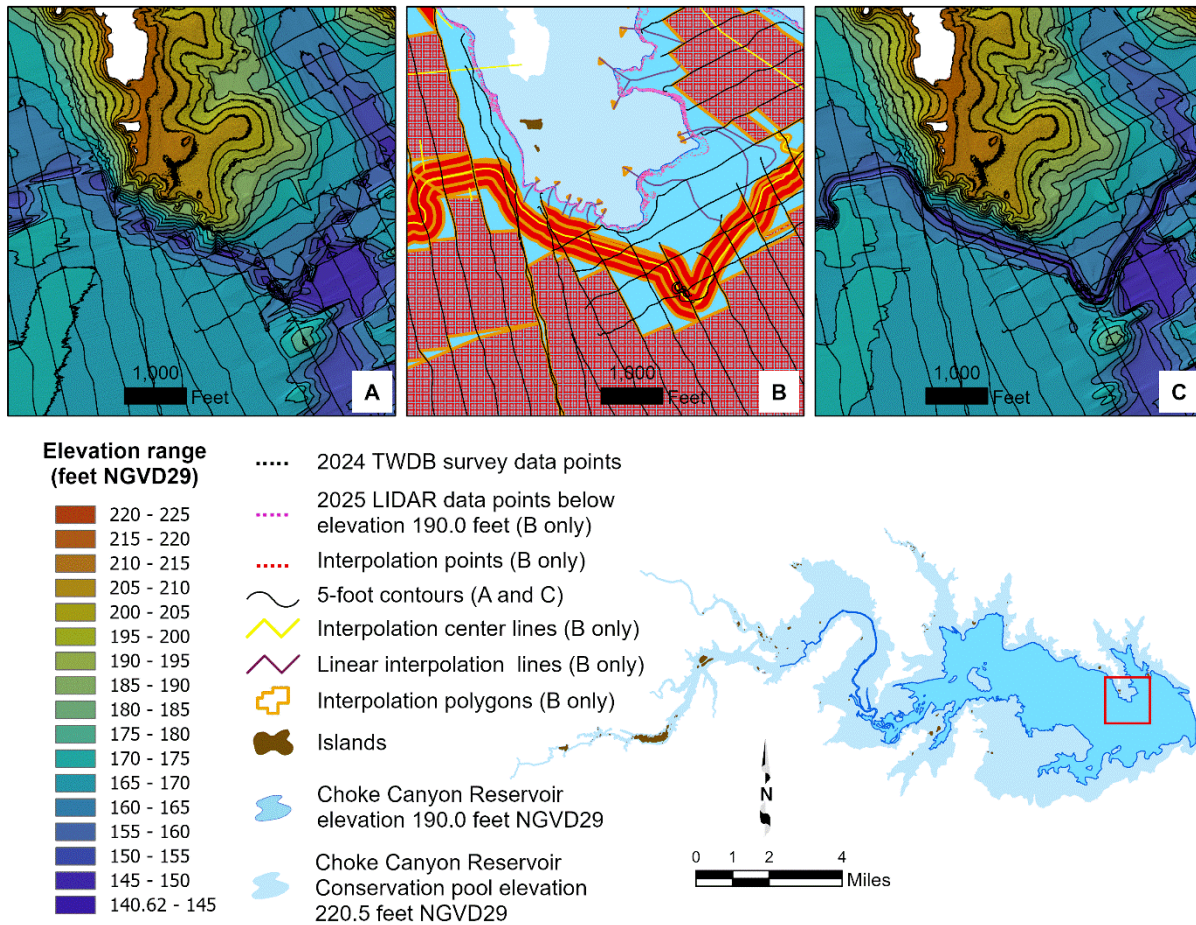 1,000
Feet
A
1,000
Feet
B
1,000
Feet
C
Elevation range
(feet NGVD29)
220 - 225
215 - 220
210 - 215
205 - 210
200 - 205
195 - 200
190 - 195
185 - 190
180 - 185
175 - 180
170 - 175
165 - 170
160 - 165
155 - 160
150 - 155
145 - 150
140.62 - 145
2024 TWDB survey data points
2025 LIDAR data points below
elevation 190.0 feet (B only)
Interpolation points (B only)
5-foot contours (A and C)
Interpolation center lines (B only)
Linear interpolation lines (B only)
Interpolation polygons (B only)
Islands
Choke Canyon Reservoir
elevation 190.0 feet NGVD29
Choke Canyon Reservoir
Conservation pool elevation
220.5 feet NGVD29
N
0 1 2 4
Miles